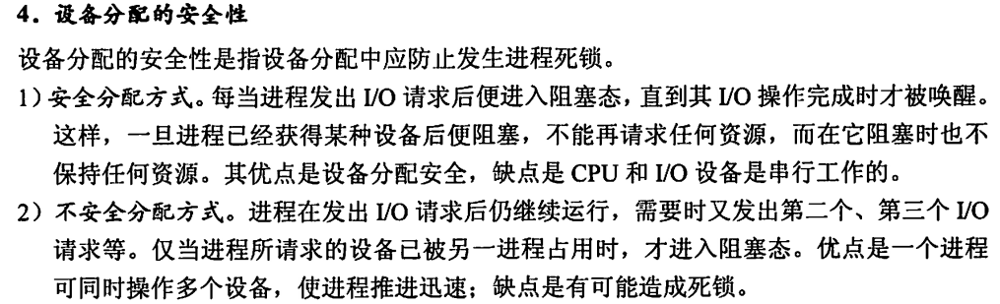 4．设备分配的安全性
设备分配的安全性是指设备分配中应防止发生进程死锁。
1）安全分配方式。每当进程发出 I/O 请求后便进入阻塞态，直到其 I/O 操作完成时才被唤醒。
这样，一旦进程已经获得某种设备后便阻塞，不能再请求任何资源，而在它阻塞时也不
保持任何资源。其优点是设备分配安全，缺点是 CPU 和 I/O 设备是串行工作的。
2）不安全分配方式。进程在发出 I/O 请求后仍继续运行，需要时又发出第二个、第三个 I/O
请求等。仅当进程所请求的设备已被另一进程占用时，才进入阻塞态。优点是一个进程
可同时操作多个设备，使进程推进迅速；缺点是有可能造成死锁。